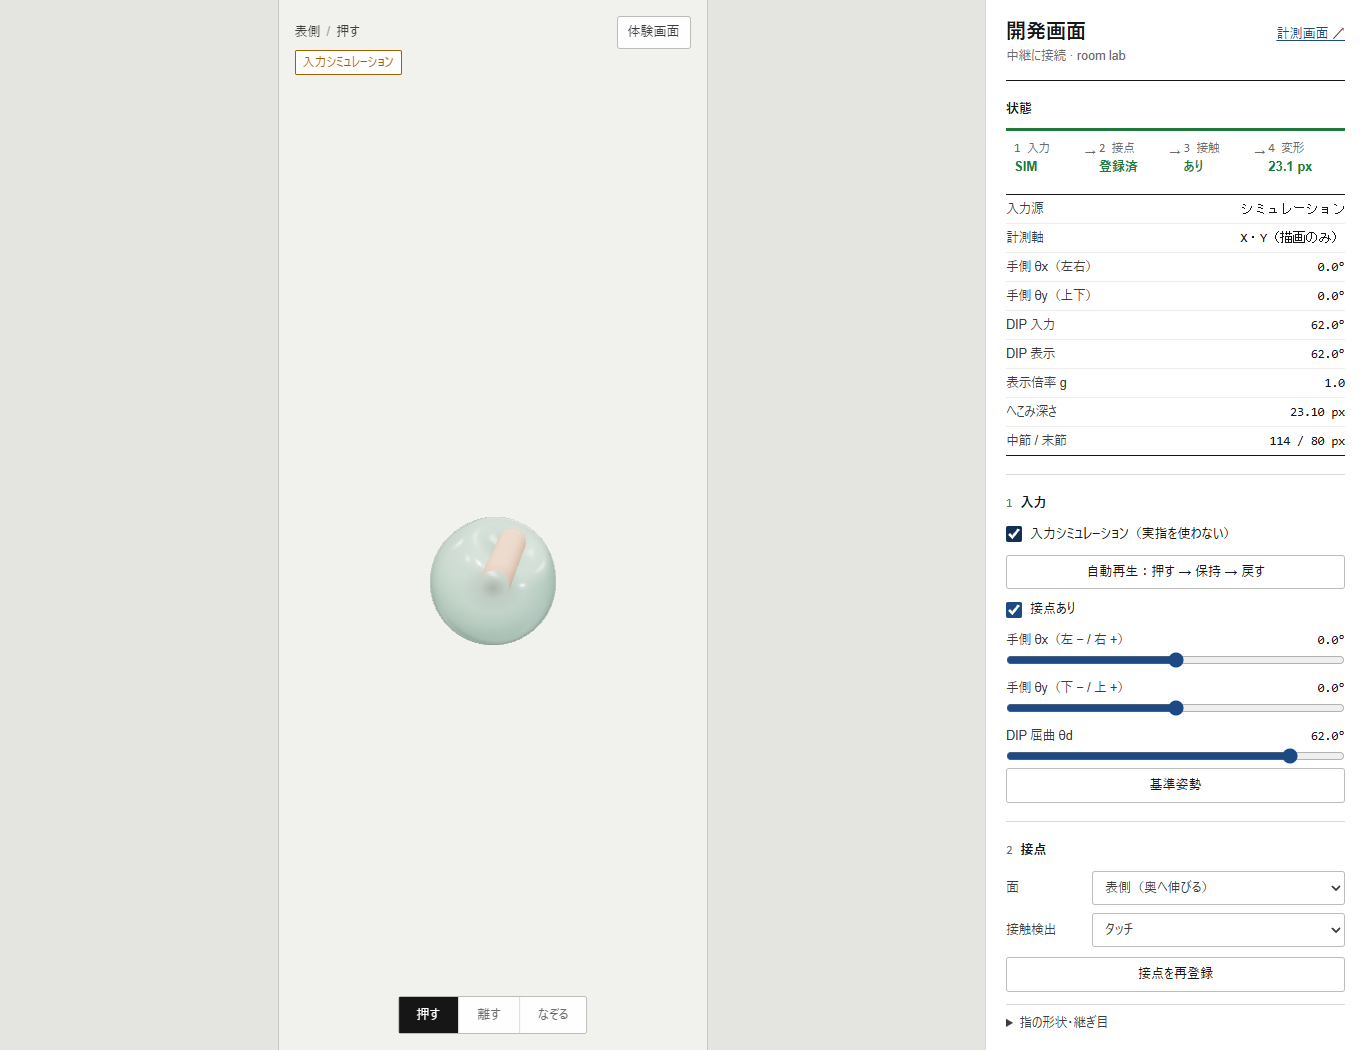 表側 / 押す
体験画面
入力シミュレーション
押す
離す
なぞる
開発画面
計測画面 ↗
中継に接続 · room lab
状態
1 入力
SIM
→ 2 接点
登録済
→ 3 接触
あり
→ 4 変形
23.1 px
入力源 シミュレーション
計測軸 X・Y（描画のみ）
手側 θx（左右） 0.0°
手側 θy（上下） 0.0°
DIP 入力 62.0°
DIP 表示 62.0°
表示倍率 g 1.0
へこみ深さ 23.10 px
中節 / 末節 114 / 80 px
1 入力
入力シミュレーション（実指を使わない）
自動再生：押す → 保持 → 戻す
接点あり
手側 θx（左 − / 右 +） 0.0°
手側 θy（下 − / 上 +） 0.0°
DIP 屈曲 θd 62.0°
基準姿勢
2 接点
面 表側（奥へ伸びる）
接触検出 タッチ
接点を再登録
▶ 指の形状・継ぎ目